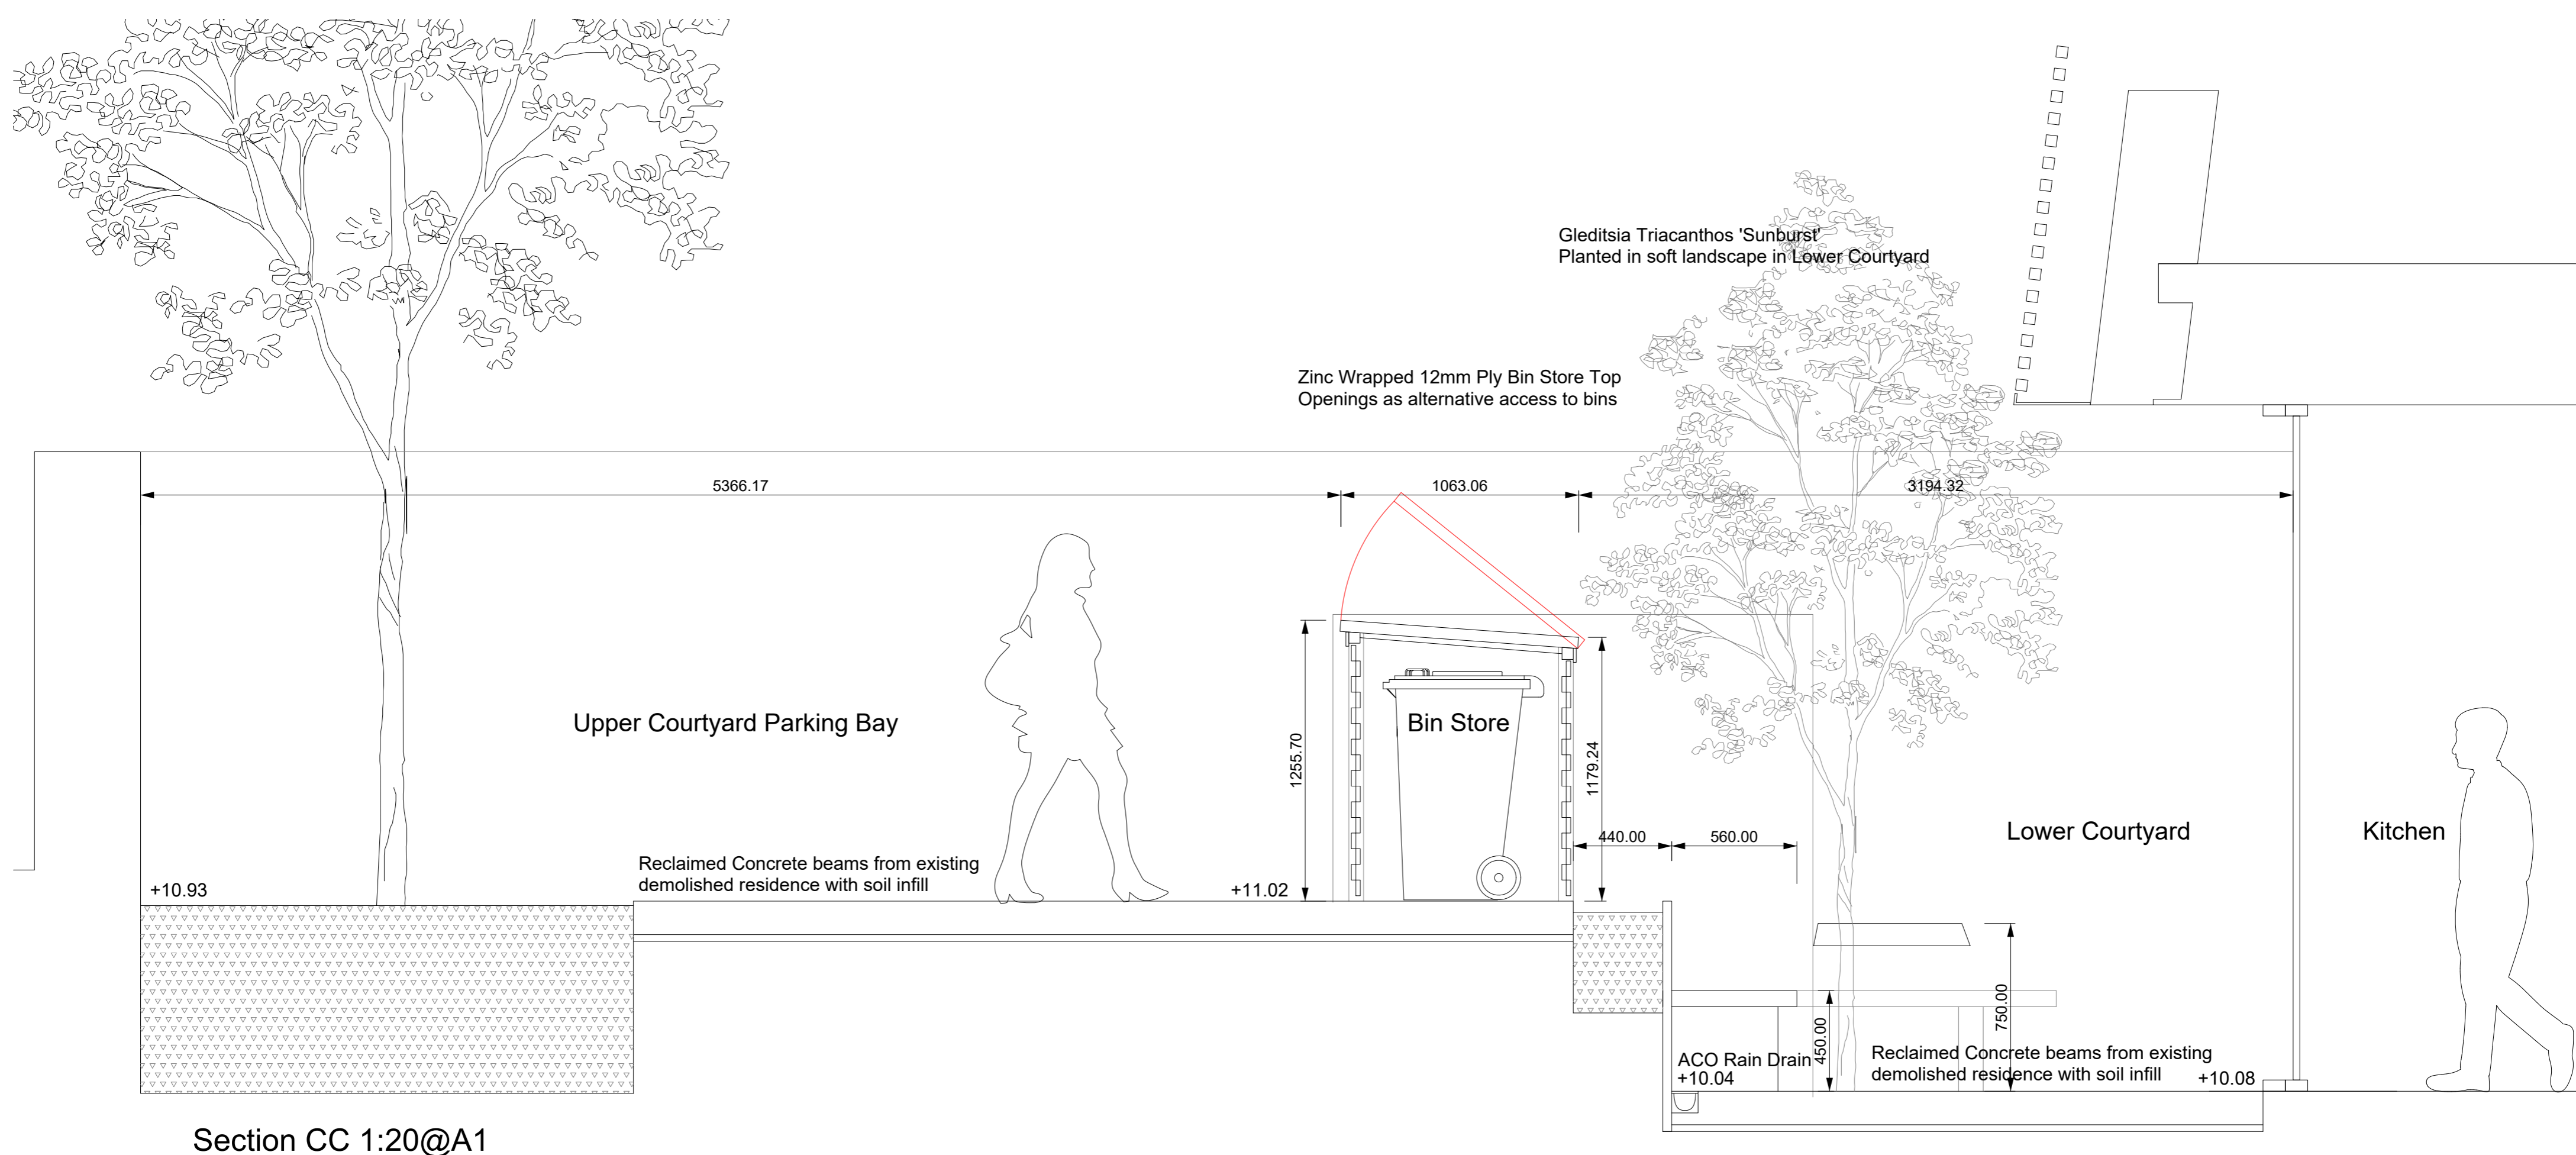 Gleditsia Triacanthos 'Sunburst'
Planted in soft landscape in Lower Courtyard
Zinc Wrapped 12mm Ply Bin Store Top
Openings as alternative access to bins
5366.17
1063.06
3194.32
Upper Courtyard Parking Bay
Bin Store
1255.70
1179.24
Lower Courtyard
Kitchen
440.00
560.00
Reclaimed Concrete beams from existing
demolished residence with soil infill
+10.93
+11.02
750.00
450.00
ACO Rain Drain
+10.04
Reclaimed Concrete beams from existing
demolished residence with soil infill
+10.08
Section CC 1:20@A1